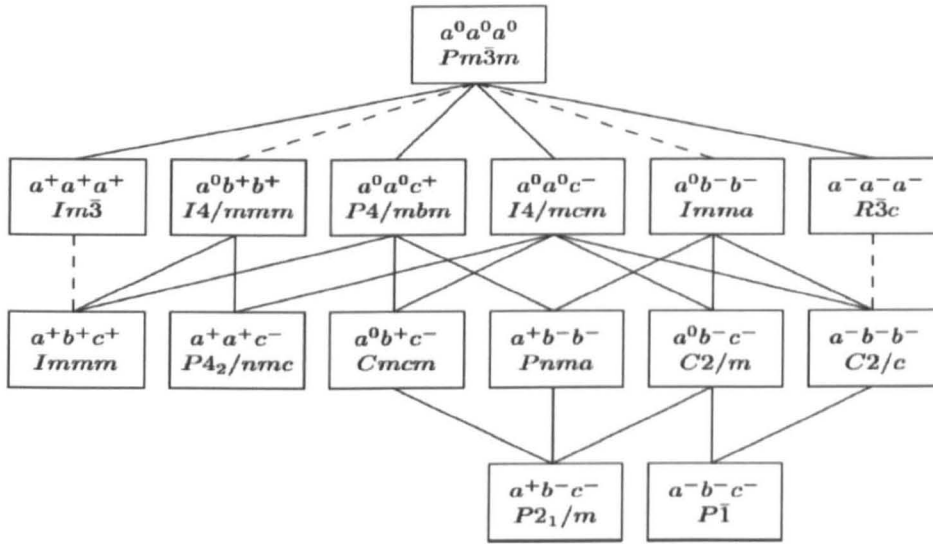 a⁰a⁰a⁰
Pm3̄m
a⁺a⁺a⁺
Im3̄
a⁰b⁺b⁺
I4/mmm
a⁰a⁰c⁺
P4/mbm
a⁰a⁰c⁻
I4/mcm
a⁰b⁻b⁻
Imma
a⁻a⁻a⁻
R3̄c
a⁺b⁺c⁺
Immm
a⁺a⁺c⁻
P4₂/nmc
a⁰b⁺c⁻
Cmcm
a⁺b⁻b⁻
Pnma
a⁰b⁻c⁻
C2/m
a⁻b⁻b⁻
C2/c
a⁺b⁻c⁻
P2₁/m
a⁻b⁻c⁻
P1̄